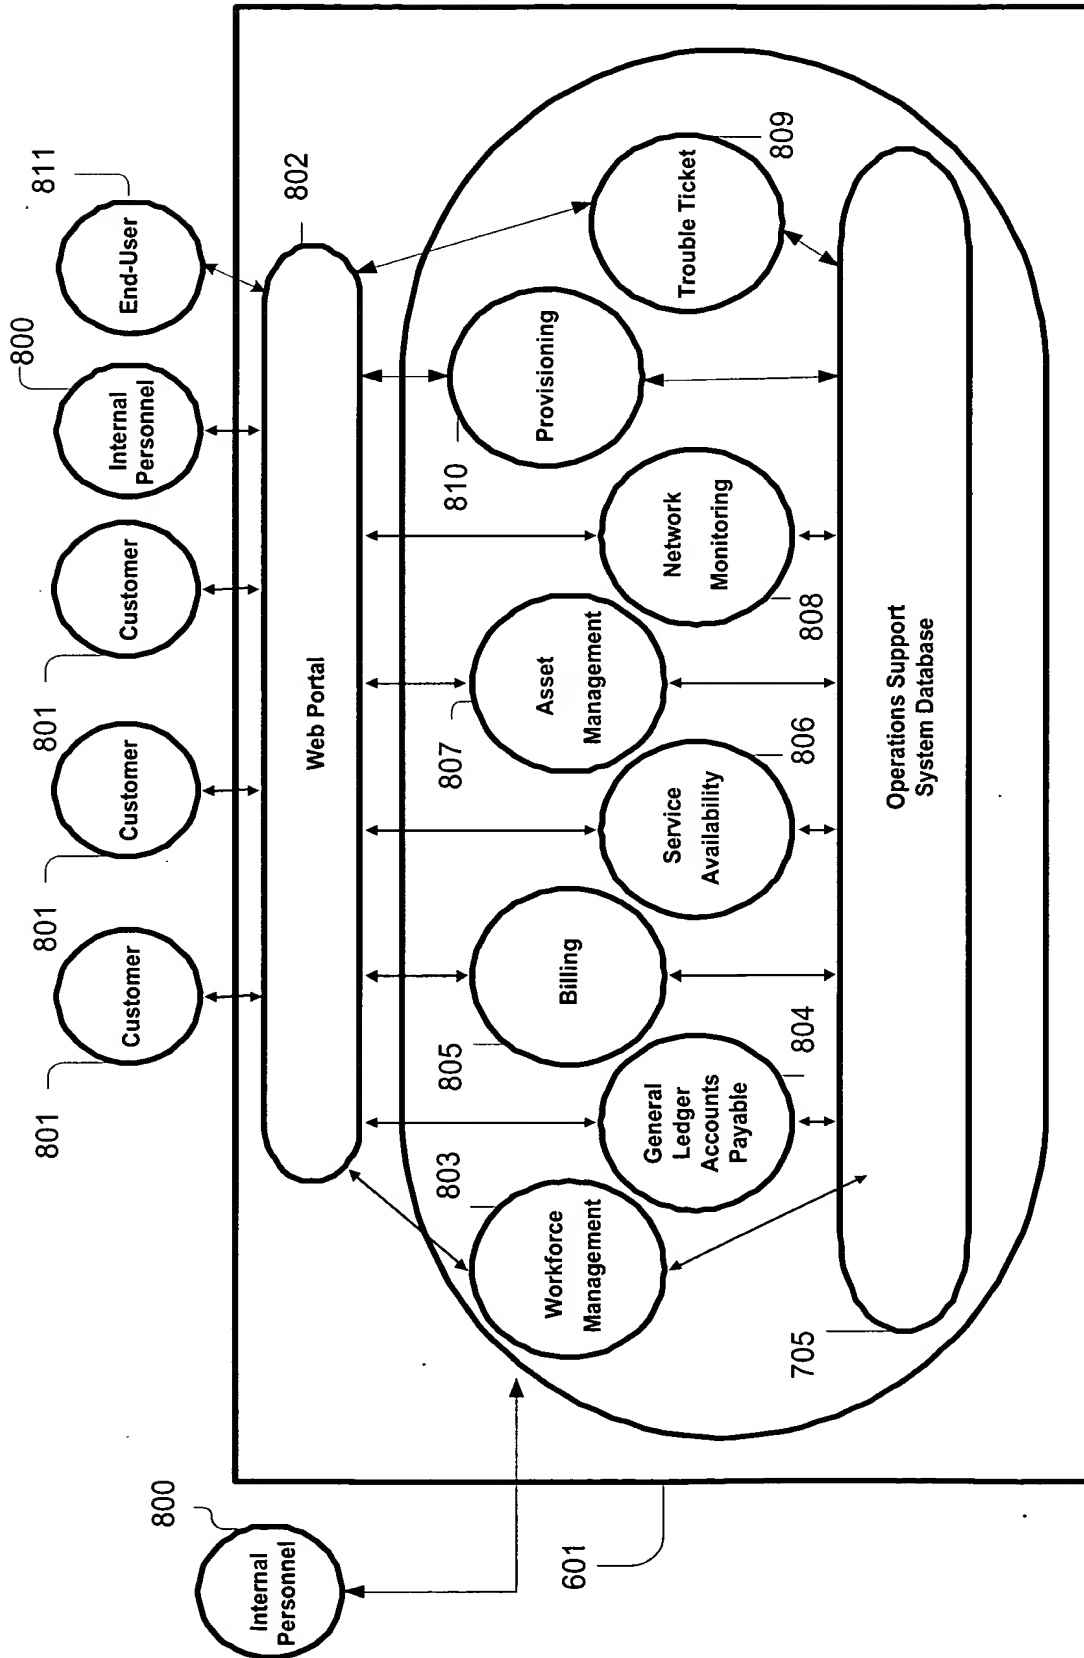 801
Customer
801
Customer
801
Customer
Internal
Personnel
800
End-User
811
800
Internal
Personnel
Web Portal
802
803
Workforce
Management
General
Ledger
Accounts
Payable
804
805
Billing
Service
Availability
806
807
Asset
Management
Network
Monitoring
808
810
Provisioning
Trouble Ticket
809
601
705
Operations Support
System Database